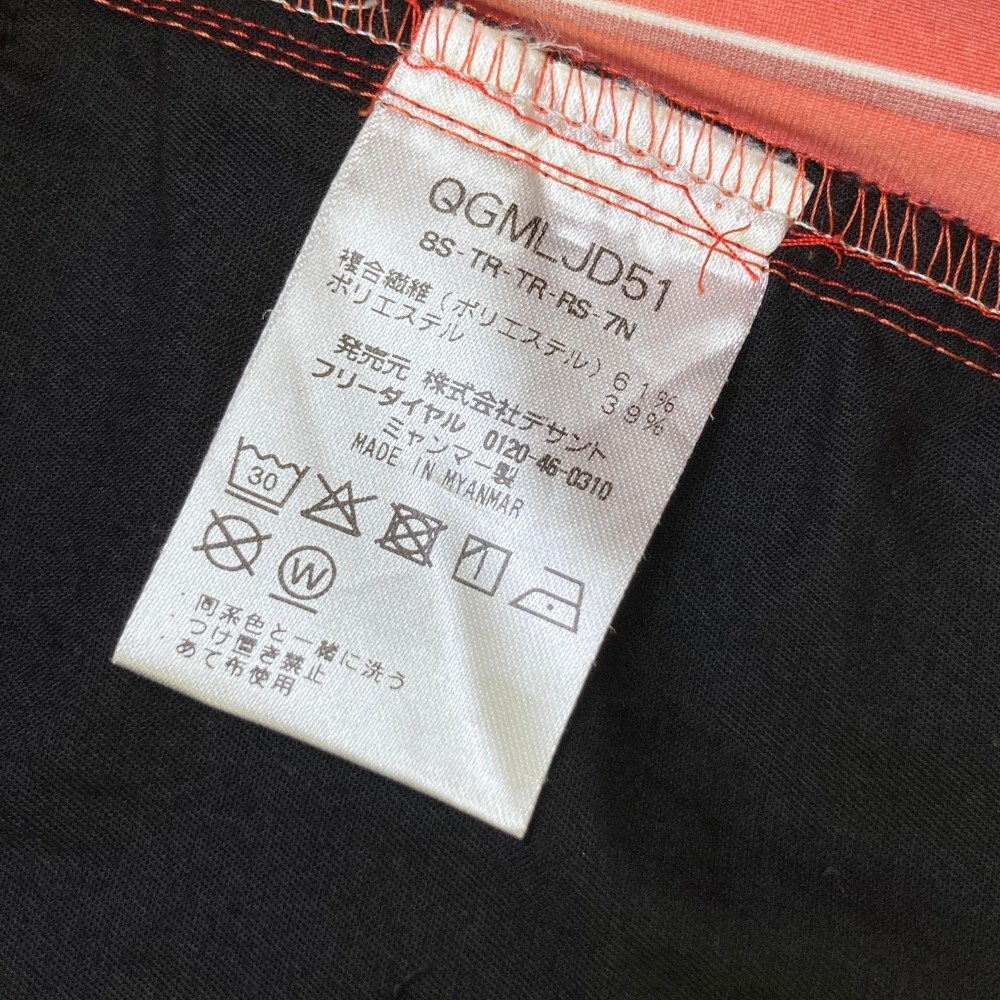 QGMLJD51
8S-TR-TR-RS-7N
複合繊維(ポリエステル)61%
ポリエステル 39%
発売元 株式会社デサント
フリーダイヤル 0120-46-0310
ミャンマー製
MADE IN MYANMAR
30
W
・同系色と一緒に洗う
・つけ置き禁止
・あて布使用